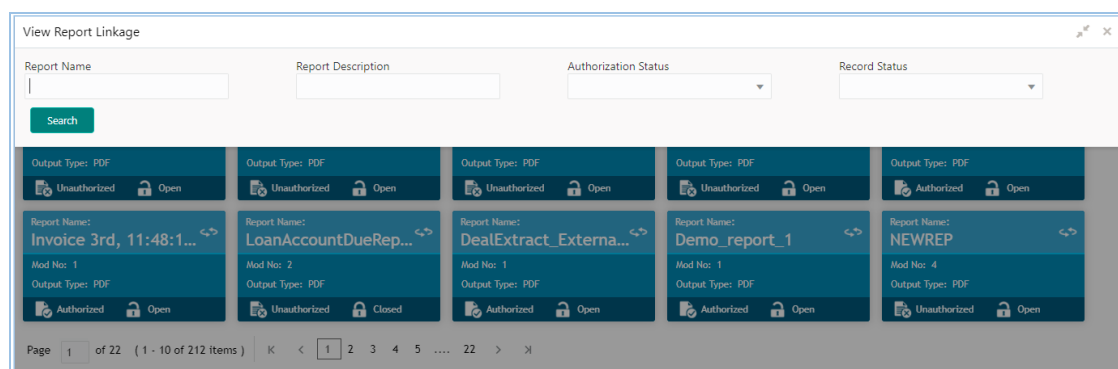 View Report Linkage
Report Name Report Description Authorization Status Record Status
Search
Output Type: PDF Output Type: PDF Output Type: PDF Output Type: PDF Output Type: PDF
Unauthorized Open Unauthorized Open Unauthorized Open Unauthorized Open Authorized Open
Report Name: Report Name: Report Name: Report Name: Report Name:
Invoice 3rd, 11:48:1... LoanAccountDueRep... DealExtract_Externa... Demo_report_1 NEWREP
Mod No: 1 Mod No: 2 Mod No: 1 Mod No: 1 Mod No: 4
Output Type: PDF Output Type: PDF Output Type: PDF Output Type: PDF Output Type: PDF
Authorized Open Unauthorized Closed Authorized Open Authorized Open Unauthorized Open
Page 1 of 22 ( 1 - 10 of 212 items ) 1 2 3 4 5 .... 22